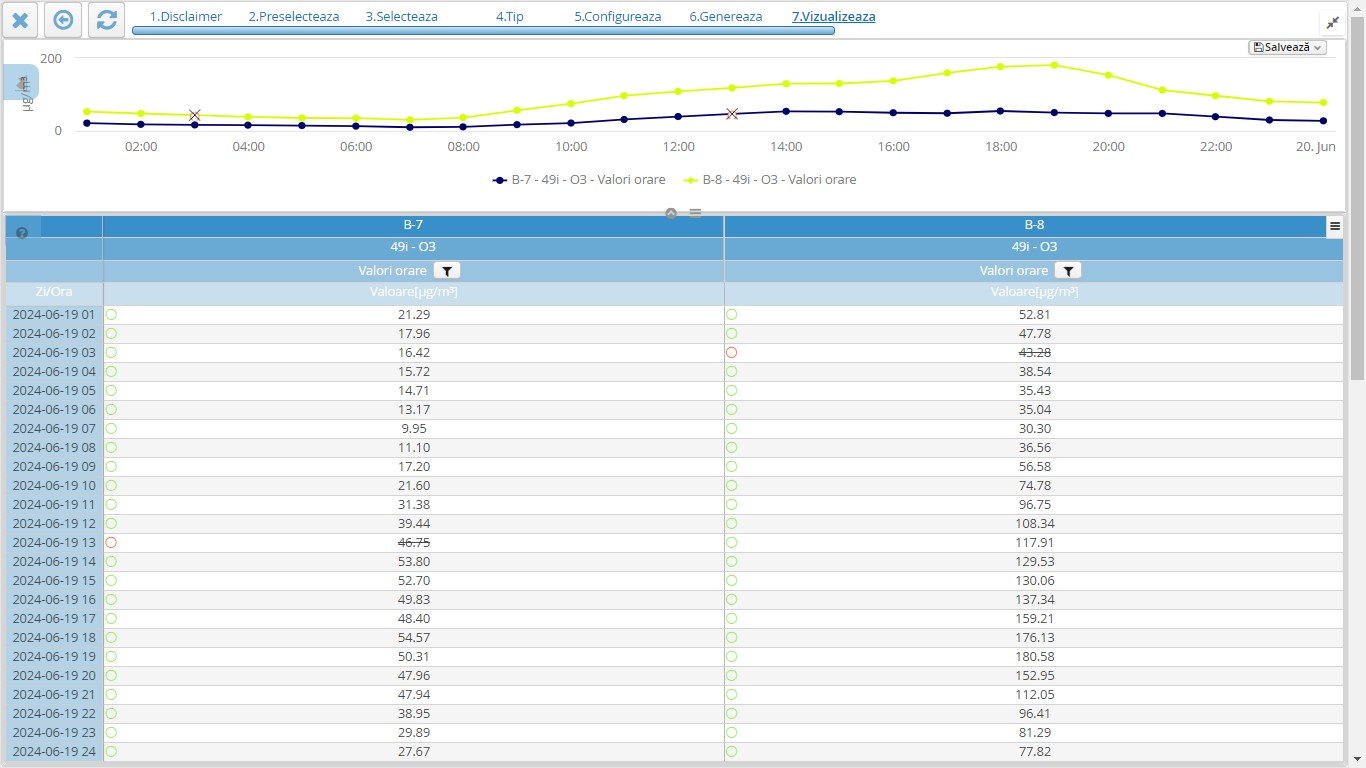 1.Disclaimer 2.Preselecteaza 3.Selecteaza 4.Tip 5.Configureaza 6.Genereaza 7.Vizualizeaza
Salvează
200
0
02:00 04:00 06:00 08:00 10:00 12:00 14:00 16:00 18:00 20:00 22:00 20. Jun
B-7 - 49i - O3 - Valori orare B-8 - 49i - O3 - Valori orare
B-7 B-8
49i - O3 49i - O3
Valori orare Valori orare
Zi/Ora Valoare[µg/m³] Valoare[µg/m³]
2024-06-19 01 21.29 52.81
2024-06-19 02 17.96 47.78
2024-06-19 03 16.42 43.28
2024-06-19 04 15.72 38.54
2024-06-19 05 14.71 35.43
2024-06-19 06 13.17 35.04
2024-06-19 07 9.95 30.30
2024-06-19 08 11.10 36.56
2024-06-19 09 17.20 56.58
2024-06-19 10 21.60 74.78
2024-06-19 11 31.38 96.75
2024-06-19 12 39.44 108.34
2024-06-19 13 46.75 117.91
2024-06-19 14 53.80 129.53
2024-06-19 15 52.70 130.06
2024-06-19 16 49.83 137.34
2024-06-19 17 48.40 159.21
2024-06-19 18 54.57 176.13
2024-06-19 19 50.31 180.58
2024-06-19 20 47.96 152.95
2024-06-19 21 47.94 112.05
2024-06-19 22 38.95 96.41
2024-06-19 23 29.89 81.29
2024-06-19 24 27.67 77.82